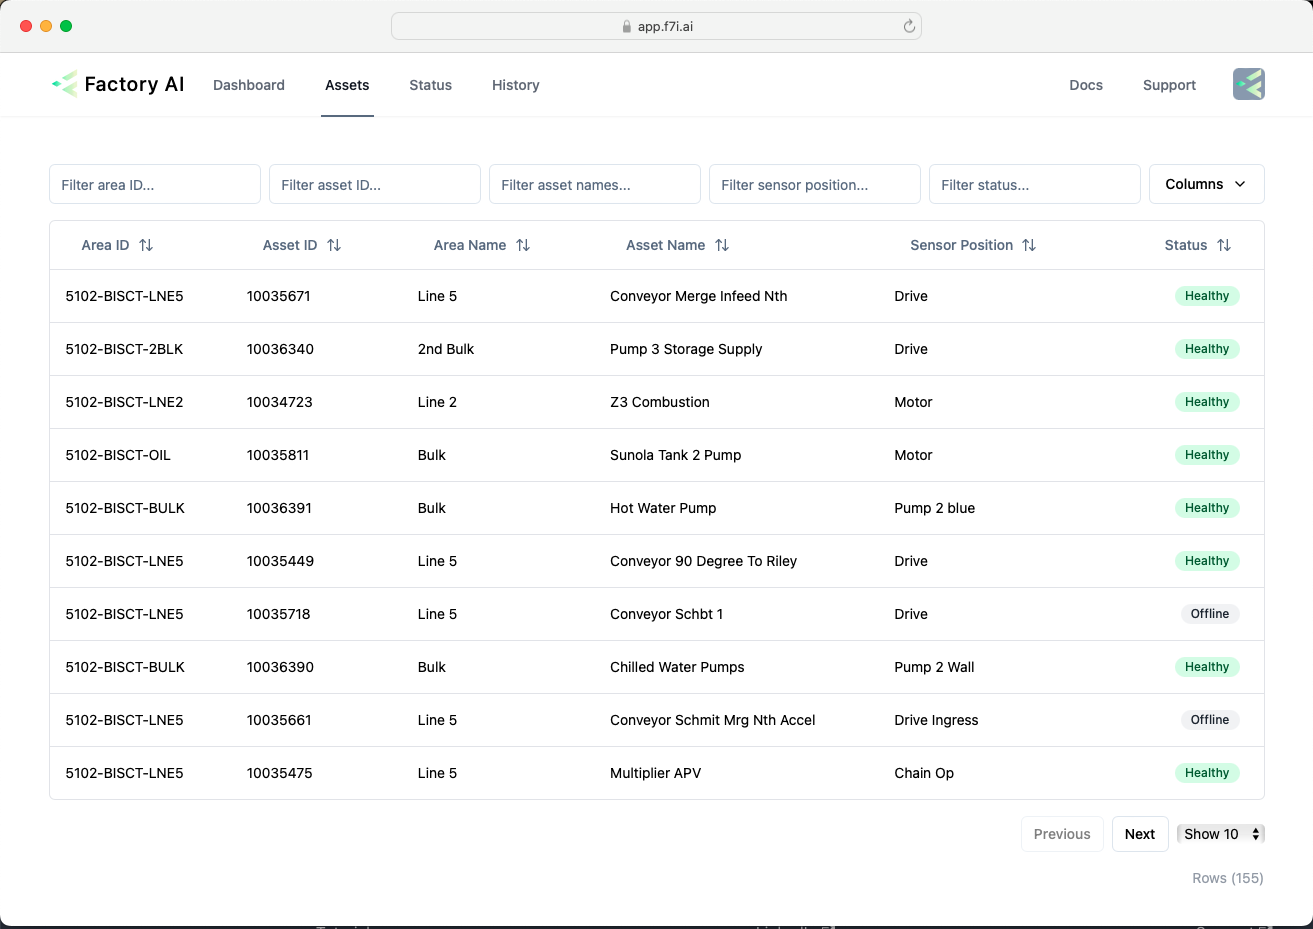 app.f7i.ai
Factory AI Dashboard Assets Status History Docs Support
Filter area ID... Filter asset ID... Filter asset names... Filter sensor position... Filter status... Columns
Area ID Asset ID Area Name Asset Name Sensor Position Status
5102-BISCT-LNE5 10035671 Line 5 Conveyor Merge Infeed Nth Drive Healthy
5102-BISCT-2BLK 10036340 2nd Bulk Pump 3 Storage Supply Drive Healthy
5102-BISCT-LNE2 10034723 Line 2 Z3 Combustion Motor Healthy
5102-BISCT-OIL 10035811 Bulk Sunola Tank 2 Pump Motor Healthy
5102-BISCT-BULK 10036391 Bulk Hot Water Pump Pump 2 blue Healthy
5102-BISCT-LNE5 10035449 Line 5 Conveyor 90 Degree To Riley Drive Healthy
5102-BISCT-LNE5 10035718 Line 5 Conveyor Schbt 1 Drive Offline
5102-BISCT-BULK 10036390 Bulk Chilled Water Pumps Pump 2 Wall Healthy
5102-BISCT-LNE5 10035661 Line 5 Conveyor Schmit Mrg Nth Accel Drive Ingress Offline
5102-BISCT-LNE5 10035475 Line 5 Multiplier APV Chain Op Healthy
Previous Next Show 10
Rows (155)